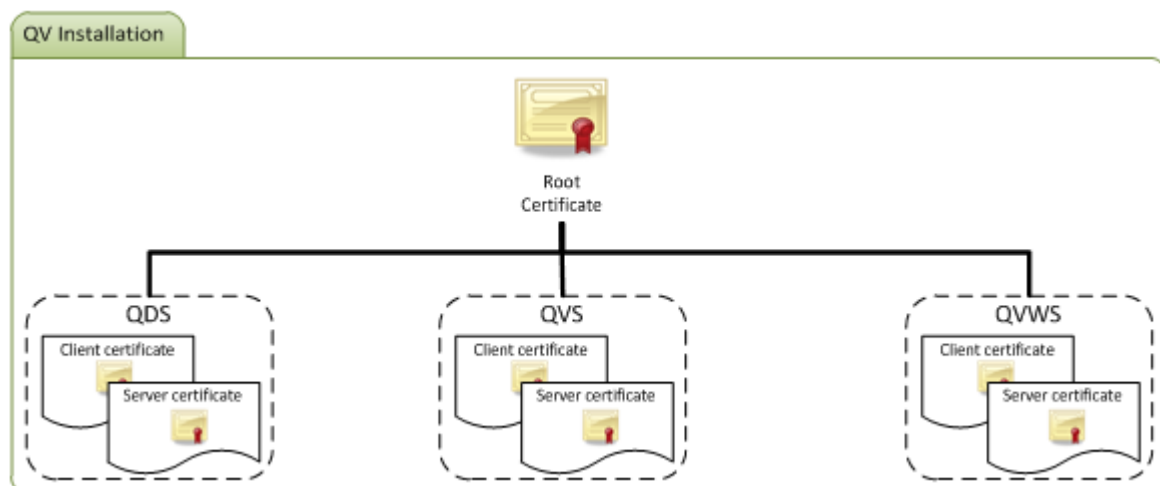 QV Installation
Root
Certificate
QDS
Client certificate
Server certificate
QVS
Client certificate
Server certificate
QVWS
Client certificate
Server certificate